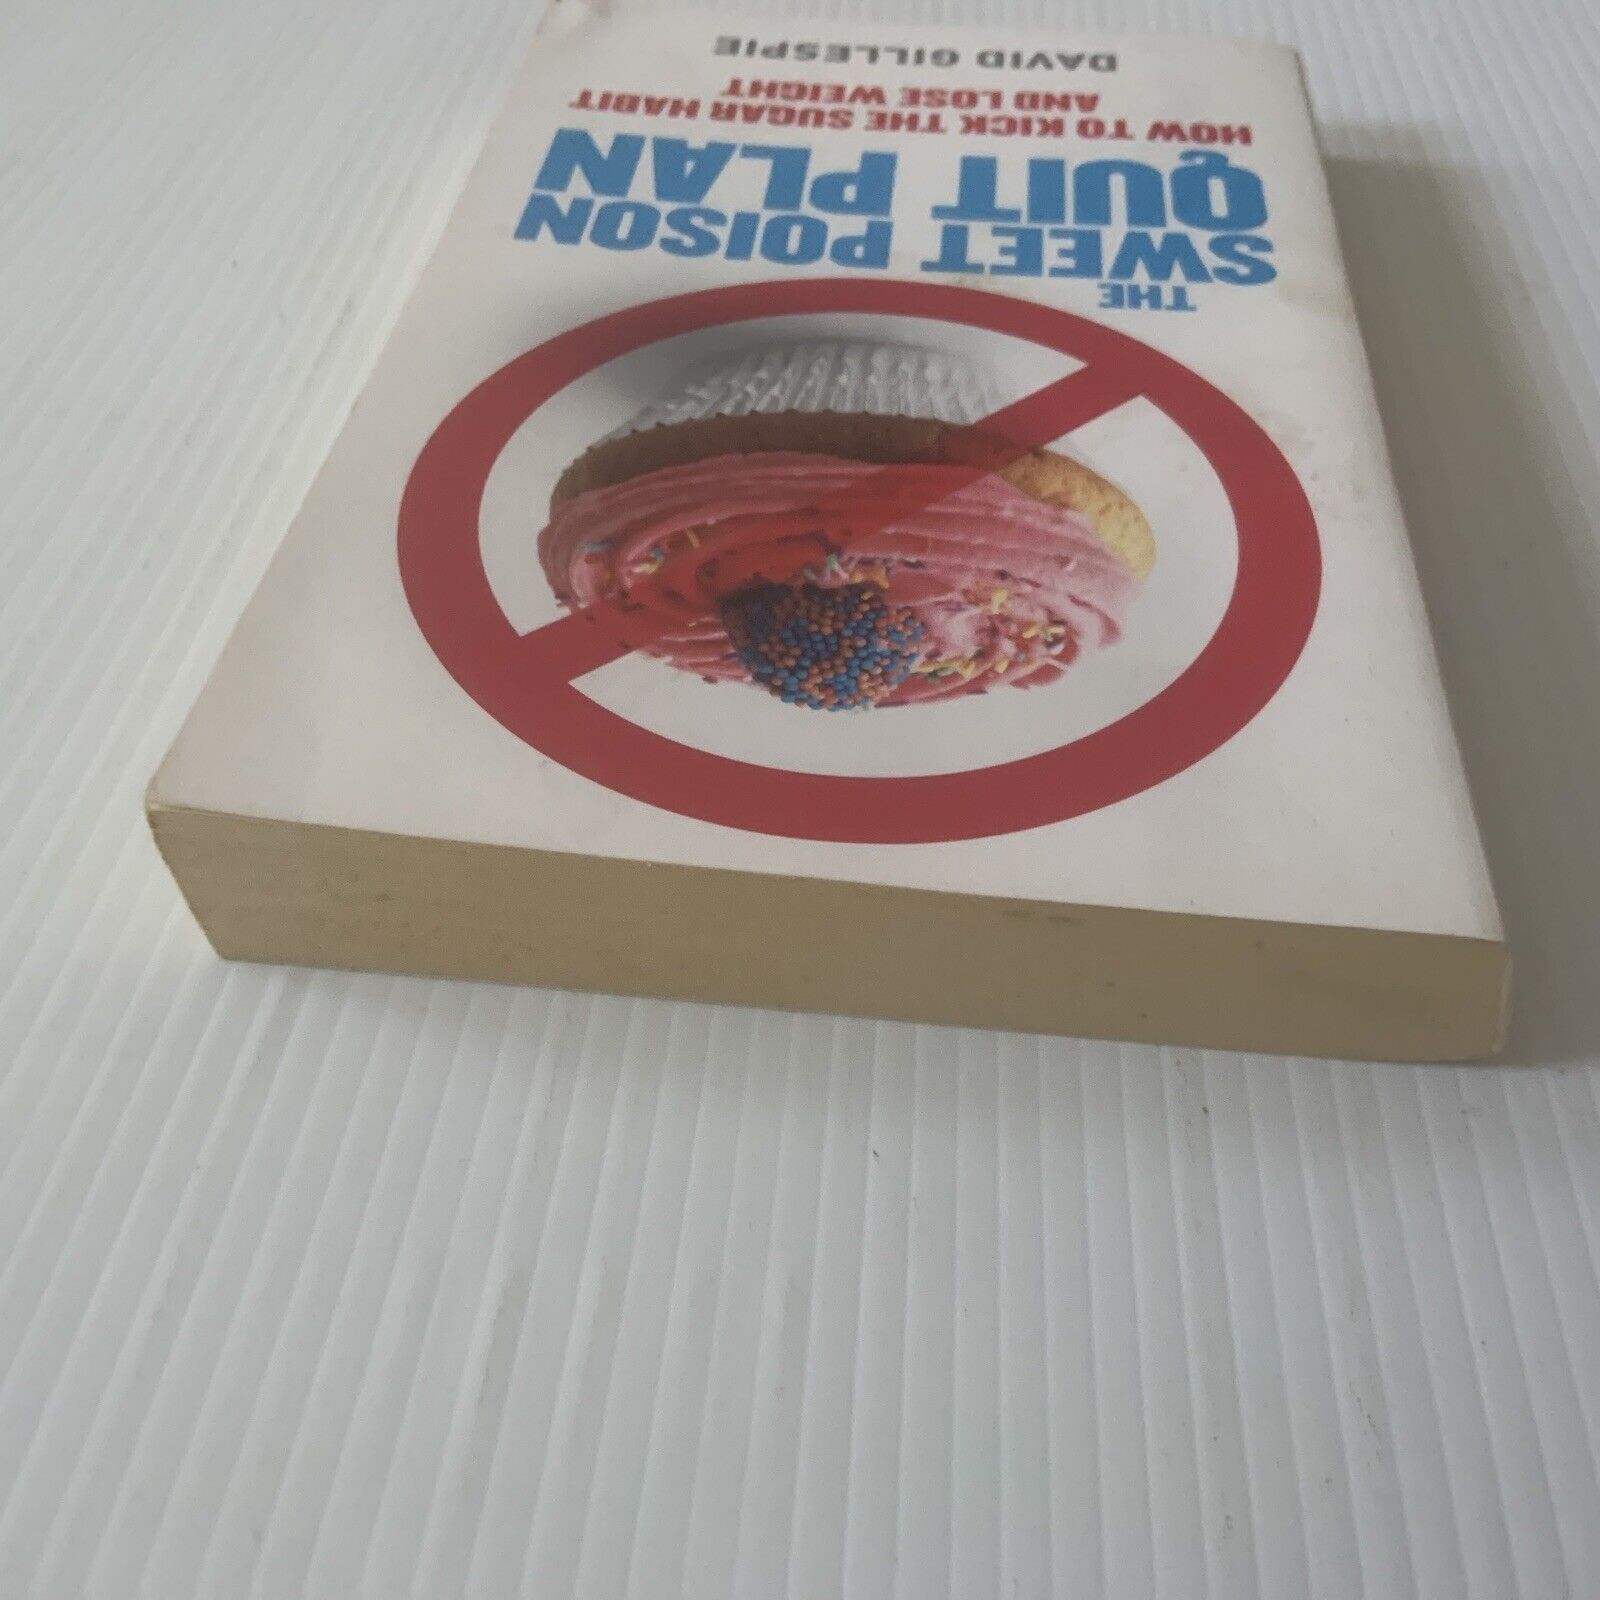 THE
SWEET POISON
QUIT PLAN
HOW TO KICK THE SUGAR HABIT
AND LOSE WEIGHT
DAVID GILLESPIE